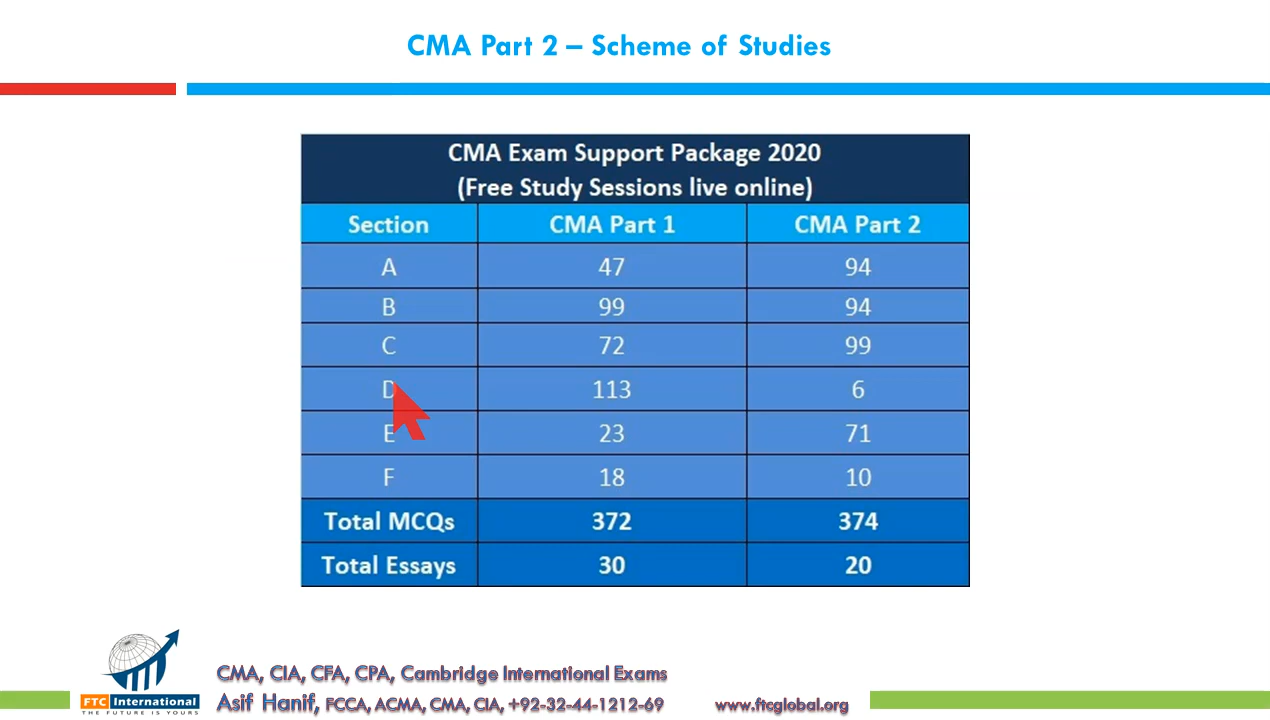 CMA Part 2 – Scheme of Studies
CMA Exam Support Package 2020
(Free Study Sessions live online)
Section CMA Part 1 CMA Part 2
A 47 94
B 99 94
C 72 99
D 113 6
E 23 71
F 18 10
Total MCQs 372 374
Total Essays 30 20
FTC International
THE FUTURE IS YOURS
CMA, CIA, CFA, CPA, Cambridge International Exams
Asif Hanif, FCCA, ACMA, CMA, CIA, +92-32-44-1212-69 www.ftcglobal.org